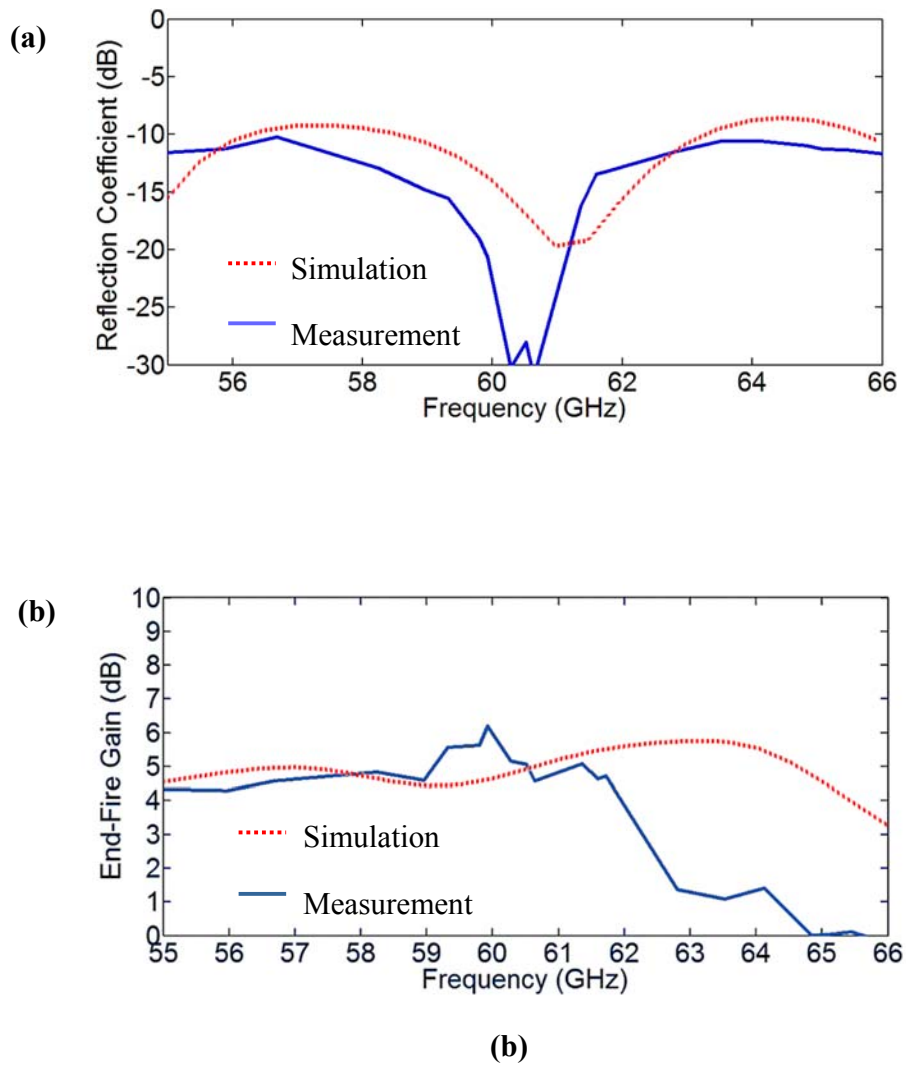 (a)
Reflection Coefficient (dB)
0
-5
-10
-15
-20
-25
-30
Simulation
Measurement
56 58 60 62 64 66
Frequency (GHz)
(b)
End-Fire Gain (dB)
10
9
8
7
6
5
4
3
2
1
0
Simulation
Measurement
55 56 57 58 59 60 61 62 63 64 65 66
Frequency (GHz)
(b)